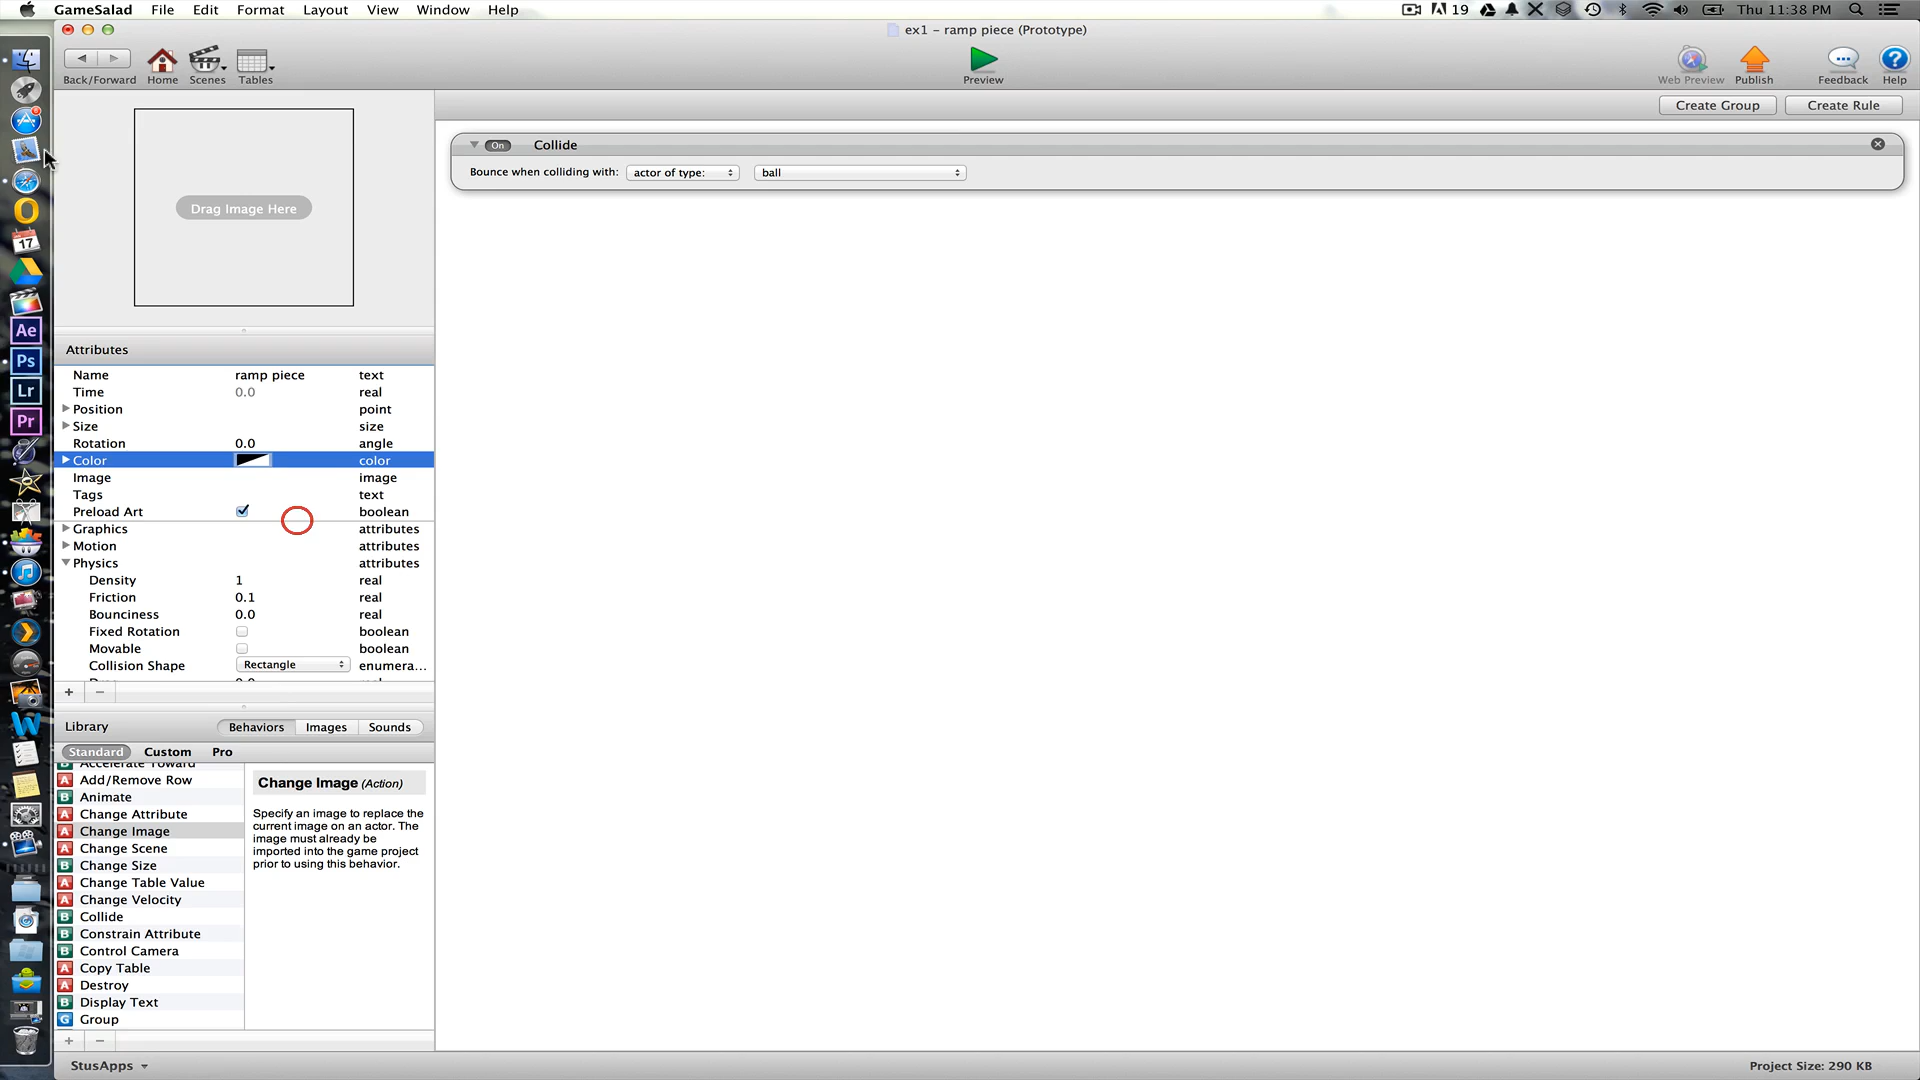 GameSalad File Edit Format Layout View Window Help
19 Thu 11:38 PM
ex1 – ramp piece (Prototype)
Back/Forward Home Scenes Tables Preview Web Preview Publish Feedback Help
Create Group Create Rule
On Collide
Bounce when colliding with: actor of type: ball
Drag Image Here
Attributes
Name ramp piece text
Time 0.0 real
Position point
Size size
Rotation 0.0 angle
Color color
Image image
Tags text
Preload Art boolean
Graphics attributes
Motion attributes
Physics attributes
Density 1 real
Friction 0.1 real
Bounciness 0.0 real
Fixed Rotation boolean
Movable boolean
Collision Shape Rectangle enumera...
Library Behaviors Images Sounds
Standard Custom Pro
Accelerate Toward
A Add/Remove Row
B Animate
A Change Attribute
A Change Image
A Change Scene
B Change Size
A Change Table Value
A Change Velocity
B Collide
B Constrain Attribute
B Control Camera
A Copy Table
A Destroy
B Display Text
G Group
Change Image (Action)
Specify an image to replace the
current image on an actor. The
image must already be
imported into the game project
prior to using this behavior.
17
Ae
Ps
Lr
Pr
StusApps
Project Size: 290 KB